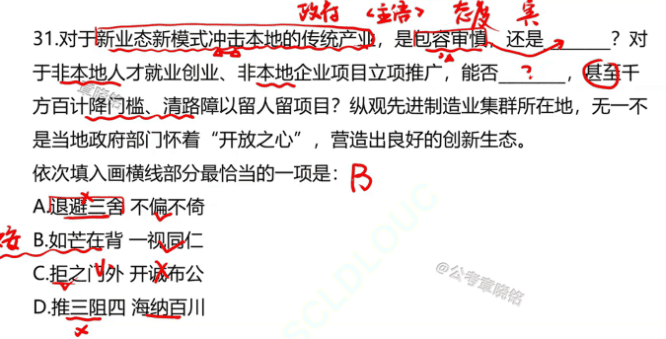 政府 <主语> 态度 实
31.对于新业态新模式冲击本地的传统产业，是包容审慎，还是________？对
于非本地人才就业创业、非本地企业项目立项推广，能否________，甚至千
?
方百计降门槛、清路障以留人留项目？纵观先进制造业集群所在地，无一不
是当地政府部门怀着“开放之心”，营造出良好的创新生态。
依次填入画横线部分最恰当的一项是：B
A.退避三舍 不偏不倚
B.如芒在背 一视同仁
C.拒之门外 开诚布公
D.推三阻四 海纳百川
@公考章晓铭
SCLDLOUC